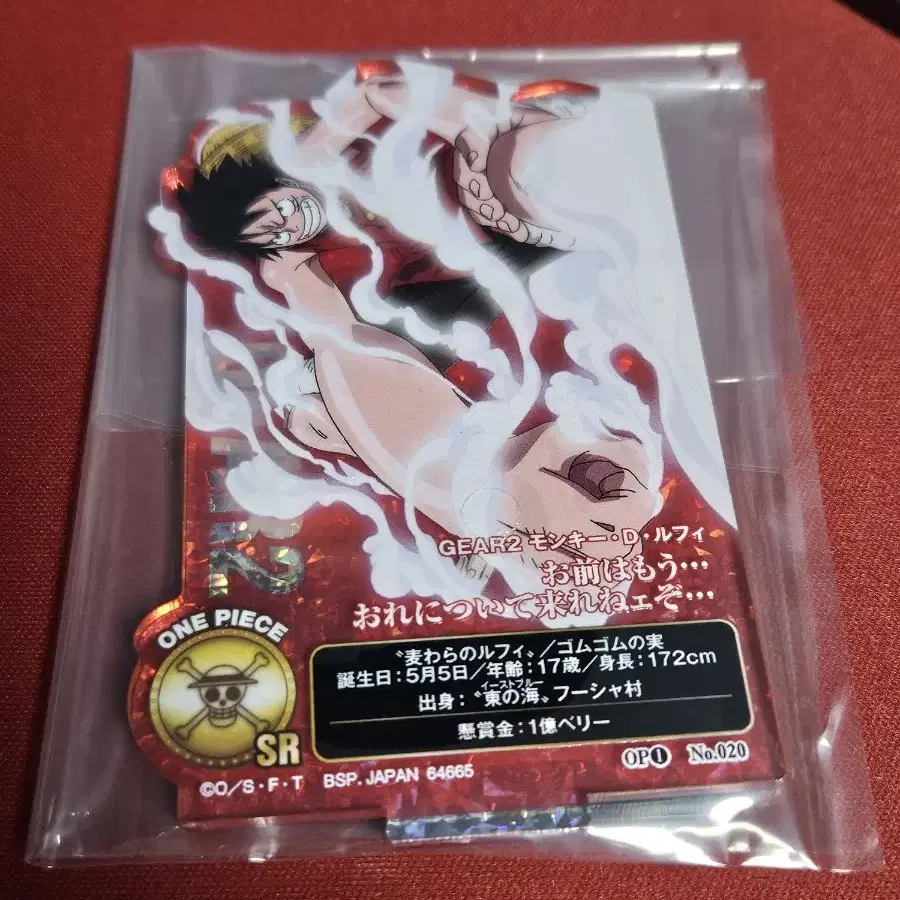 GEAR2 モンキー・D・ルフィ
お前はもう…
おれについて来れねェぞ…
ONE PIECE
SR
〝麦わらのルフィ〟／ゴムゴムの実
誕生日：5月5日／年齢：17歳／身長：172cm
イーストブルー
出身：〝東の海〟フーシャ村
懸賞金：1億ベリー
OP❶ No.020
©O/S・F・T BSP. JAPAN 64665